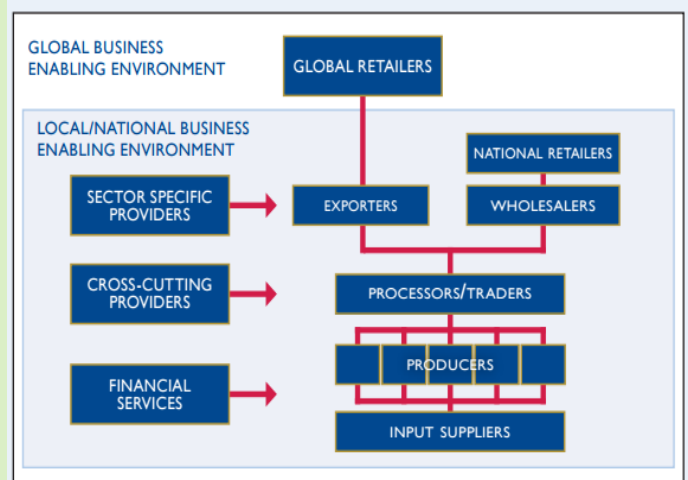 GLOBAL BUSINESS
ENABLING ENVIRONMENT
GLOBAL RETAILERS
LOCAL/NATIONAL BUSINESS
ENABLING ENVIRONMENT
NATIONAL RETAILERS
SECTOR SPECIFIC
PROVIDERS
EXPORTERS
WHOLESALERS
CROSS-CUTTING
PROVIDERS
PROCESSORS/TRADERS
PRODUCERS
FINANCIAL
SERVICES
INPUT SUPPLIERS